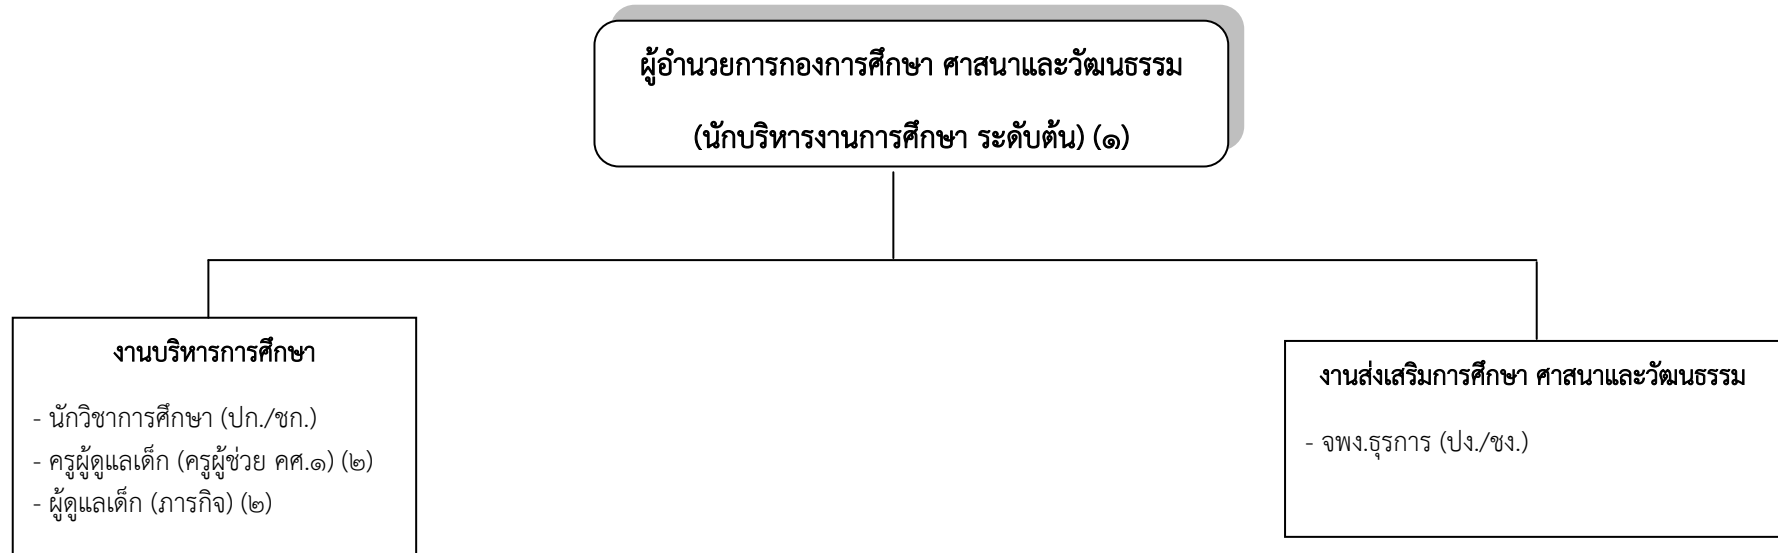 ผู้อำนวยการกองการศึกษา ศาสนาและวัฒนธรรม
(นักบริหารงานการศึกษา ระดับต้น) (๑)
งานบริหารการศึกษา
- นักวิชาการศึกษา (ปก./ชก.)
- ครูผู้ดูแลเด็ก (ครูผู้ช่วย คศ.๑) (๒)
- ผู้ดูแลเด็ก (ภารกิจ) (๒)
งานส่งเสริมการศึกษา ศาสนาและวัฒนธรรม
- จพง.ธุรการ (ปง./ชง.)